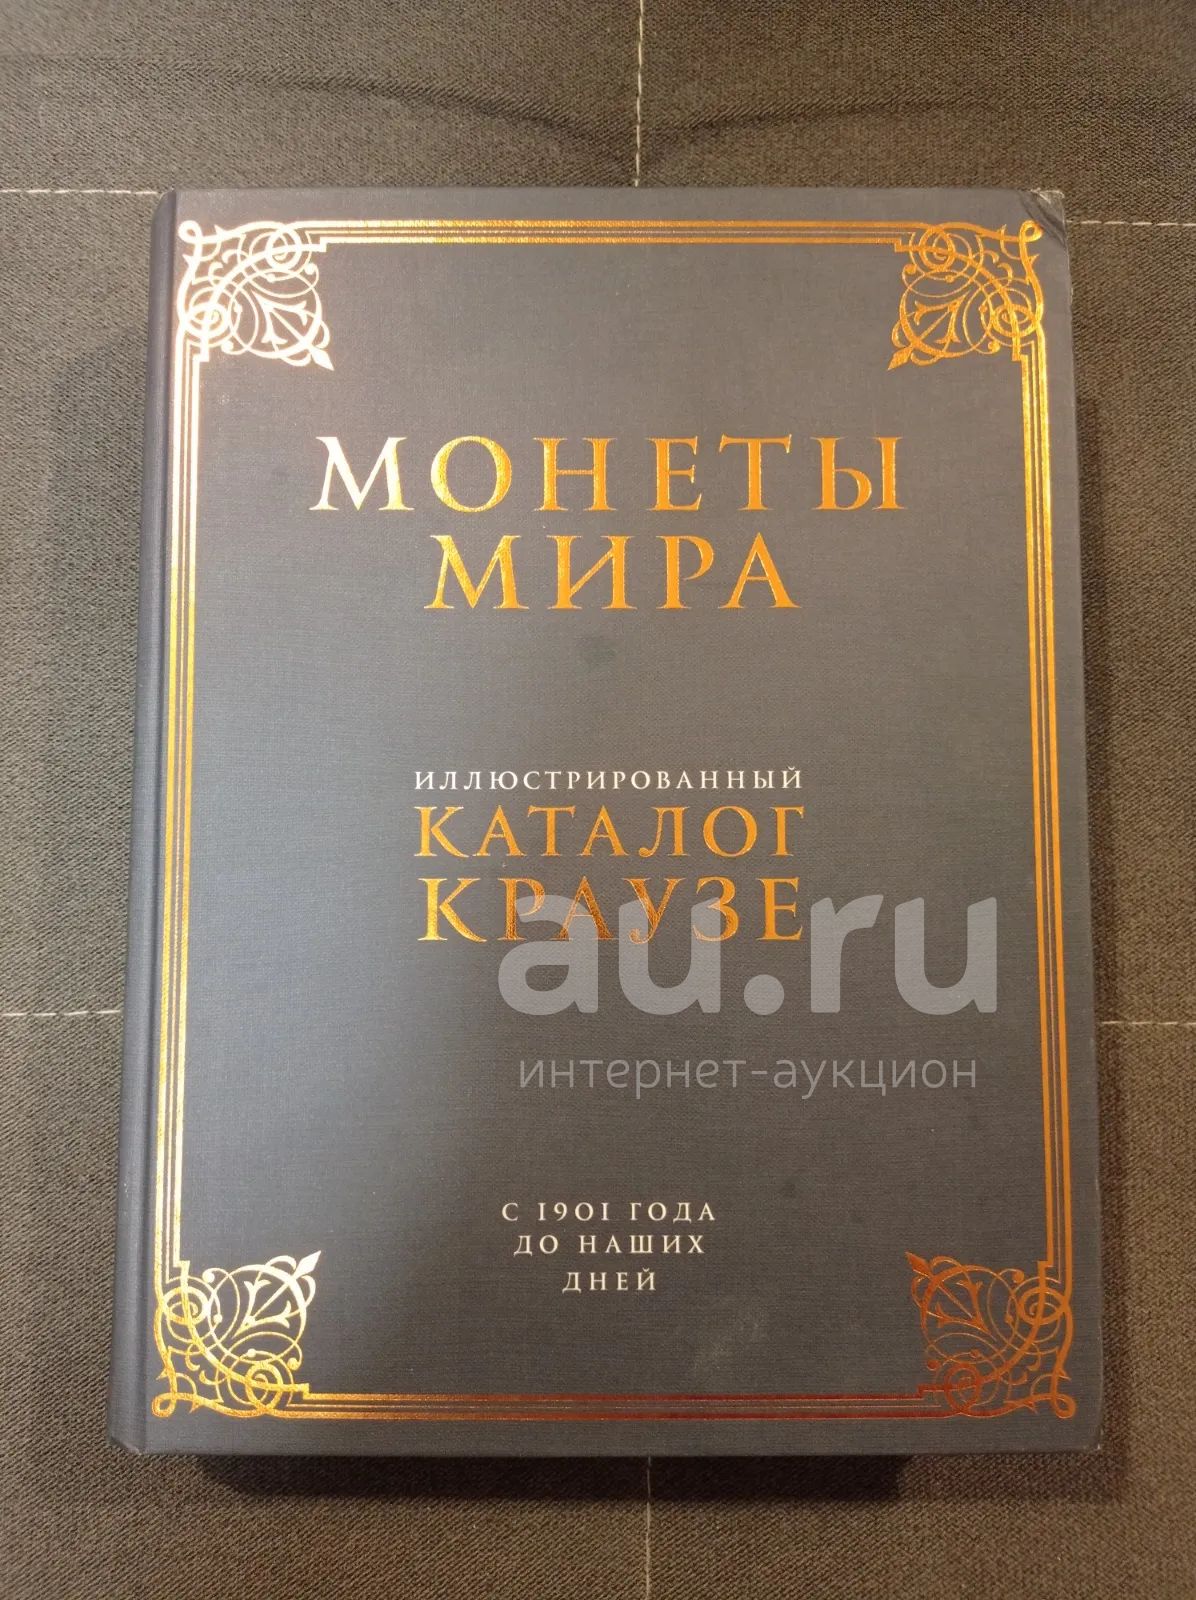 МОНЕТЫ
МИРА
ИЛЛЮСТРИРОВАННЫЙ
КАТАЛОГ
КРАУЗЕ
au.ru
интернет-аукцион
С 1901 ГОДА
ДО НАШИХ
ДНЕЙ